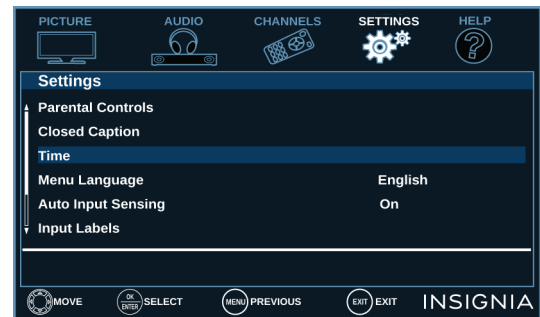 PICTURE AUDIO CHANNELS SETTINGS HELP
?
Settings
Parental Controls
Closed Caption
Time
Menu Language English
Auto Input Sensing On
Input Labels
MOVE OK ENTER SELECT MENU PREVIOUS EXIT EXIT INSIGNIA